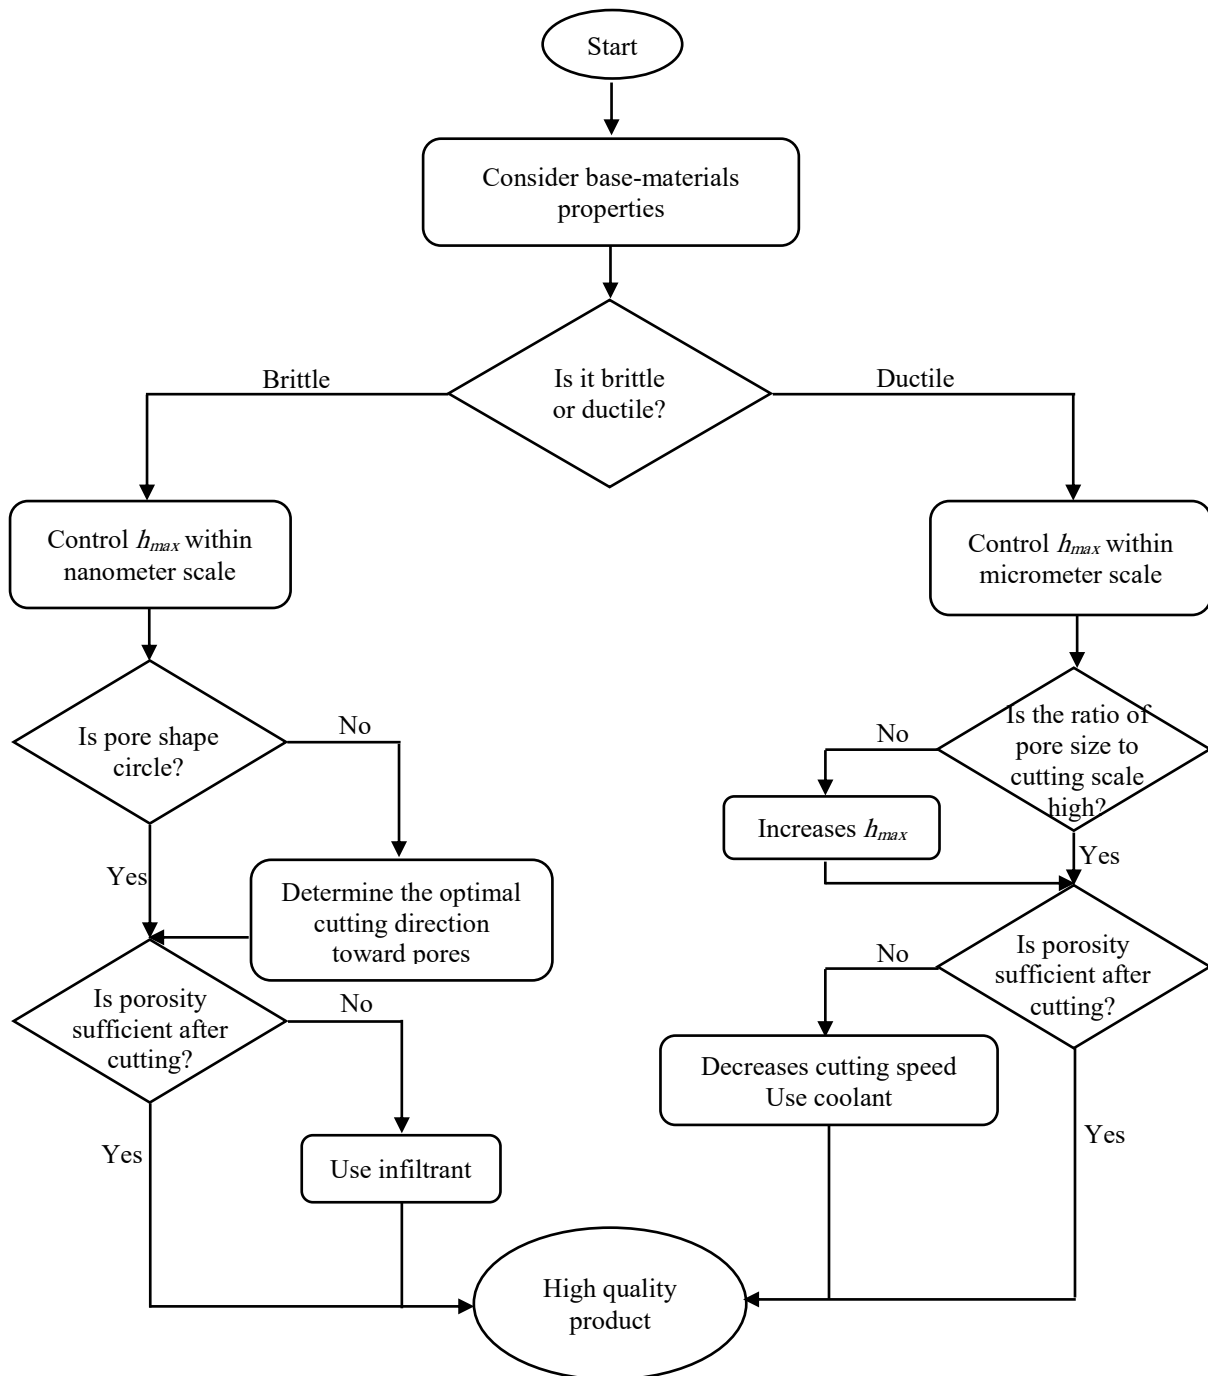 Start
Consider base-materials
properties
Is it brittle
or ductile?
Brittle
Ductile
Control hmax within
nanometer scale
Control hmax within
micrometer scale
Is pore shape
circle?
No
Yes
Determine the optimal
cutting direction
toward pores
Is the ratio of
pore size to
cutting scale
high?
No
Increases hmax
Yes
Is porosity
sufficient after
cutting?
No
Yes
Use infiltrant
Is porosity
sufficient after
cutting?
No
Decreases cutting speed
Use coolant
Yes
High quality
product